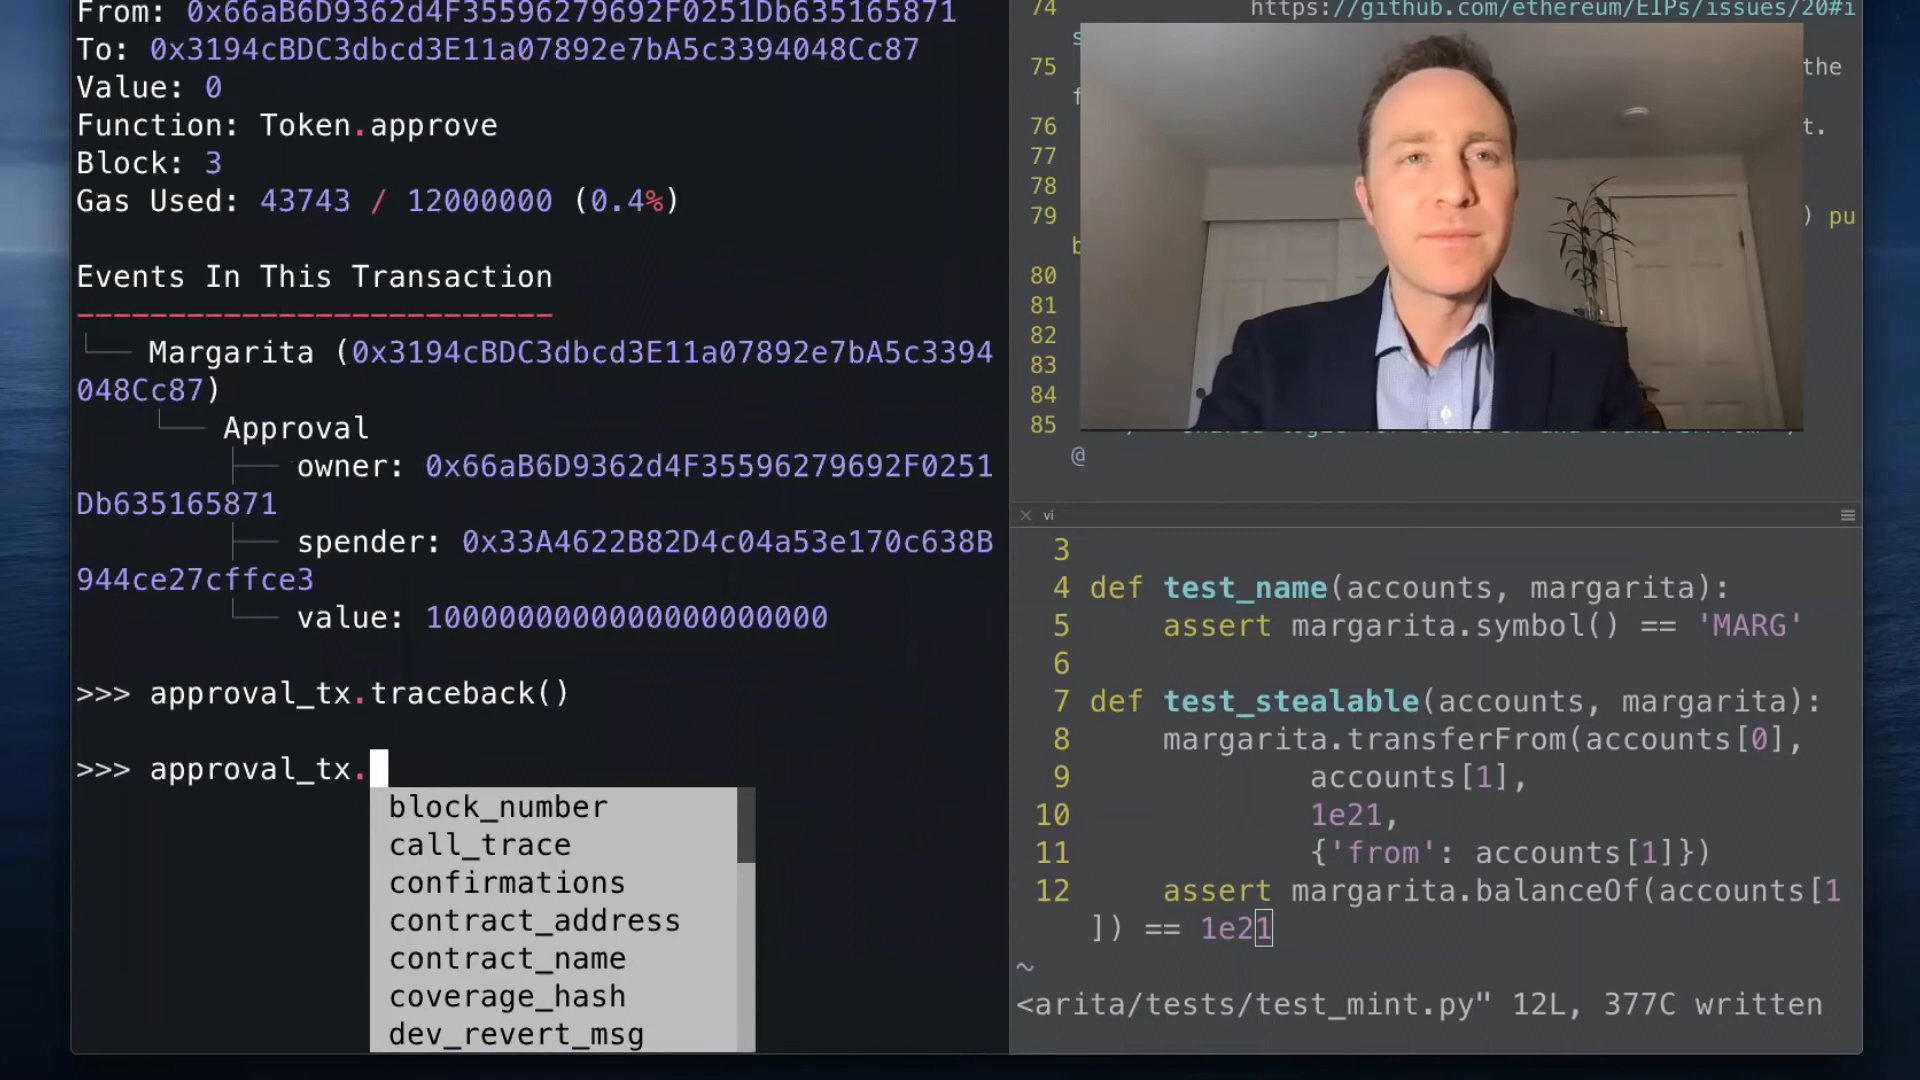 From: 0x66aB6D9362d4F35596279692F0251Db635165871
To: 0x3194cBDC3dbcd3E11a07892e7bA5c3394048Cc87
Value: 0
Function: Token.approve
Block: 3
Gas Used: 43743 / 12000000 (0.4%)
Events In This Transaction
--------------------------
└── Margarita (0x3194cBDC3dbcd3E11a07892e7bA5c3394
048Cc87)
└── Approval
├── owner: 0x66aB6D9362d4F35596279692F0251
Db635165871
├── spender: 0x33A4622B82D4c04a53e170c638B
944ce27cffce3
└── value: 1000000000000000000000
>>> approval_tx.traceback()
>>> approval_tx.
block_number
call_trace
confirmations
contract_address
contract_name
coverage_hash
dev_revert_msg
74 https://github.com/ethereum/EIPs/issues/20#i
s
75 the
f
76 t.
77
78
79 ) pu
b
80
81
82
83
84
85
@
vi
3
4 def test_name(accounts, margarita):
5 assert margarita.symbol() == 'MARG'
6
7 def test_stealable(accounts, margarita):
8 margarita.transferFrom(accounts[0],
9 accounts[1],
10 1e21,
11 {'from': accounts[1]})
12 assert margarita.balanceOf(accounts[1
]) == 1e21
~
<arita/tests/test_mint.py" 12L, 377C written